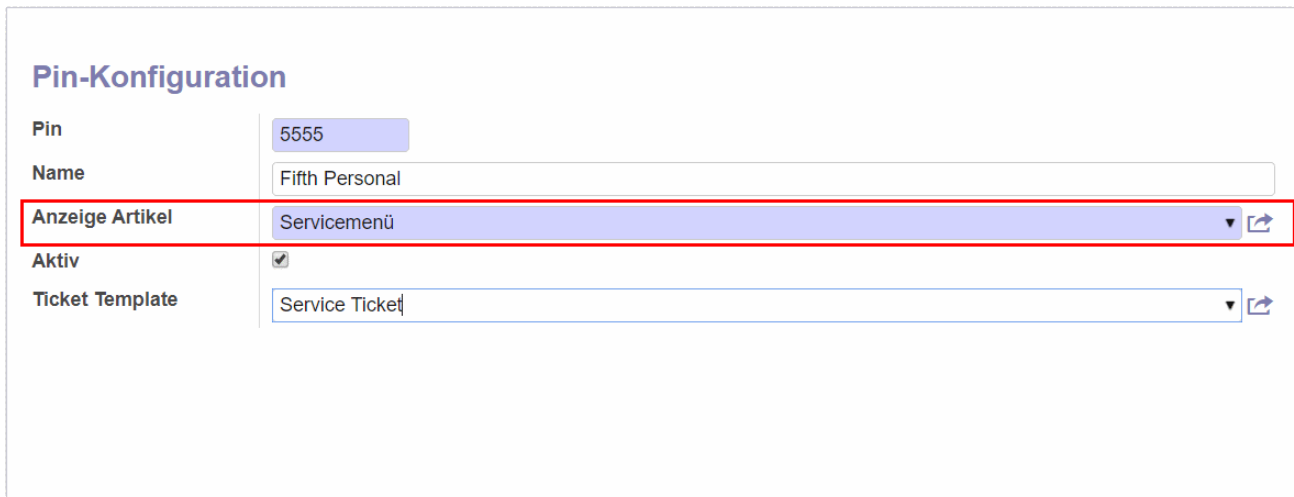 Pin-Konfiguration
Pin 5555
Name Fifth Personal
Anzeige Artikel Servicemenü
Aktiv
Ticket Template Service Ticket